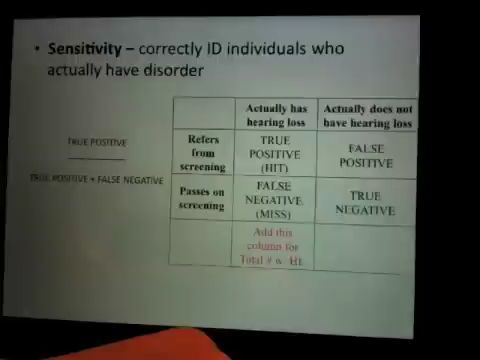 • Sensitivity – correctly ID individuals who
actually have disorder
TRUE POSITIVE
TRUE POSITIVE + FALSE NEGATIVE
Actually has
hearing loss
Actually does not
have hearing loss
Refers
from
screening
TRUE
POSITIVE
(HIT)
FALSE
POSITIVE
Passes on
screening
FALSE
NEGATIVE
(MISS)
TRUE
NEGATIVE
Add this
column for
Total #